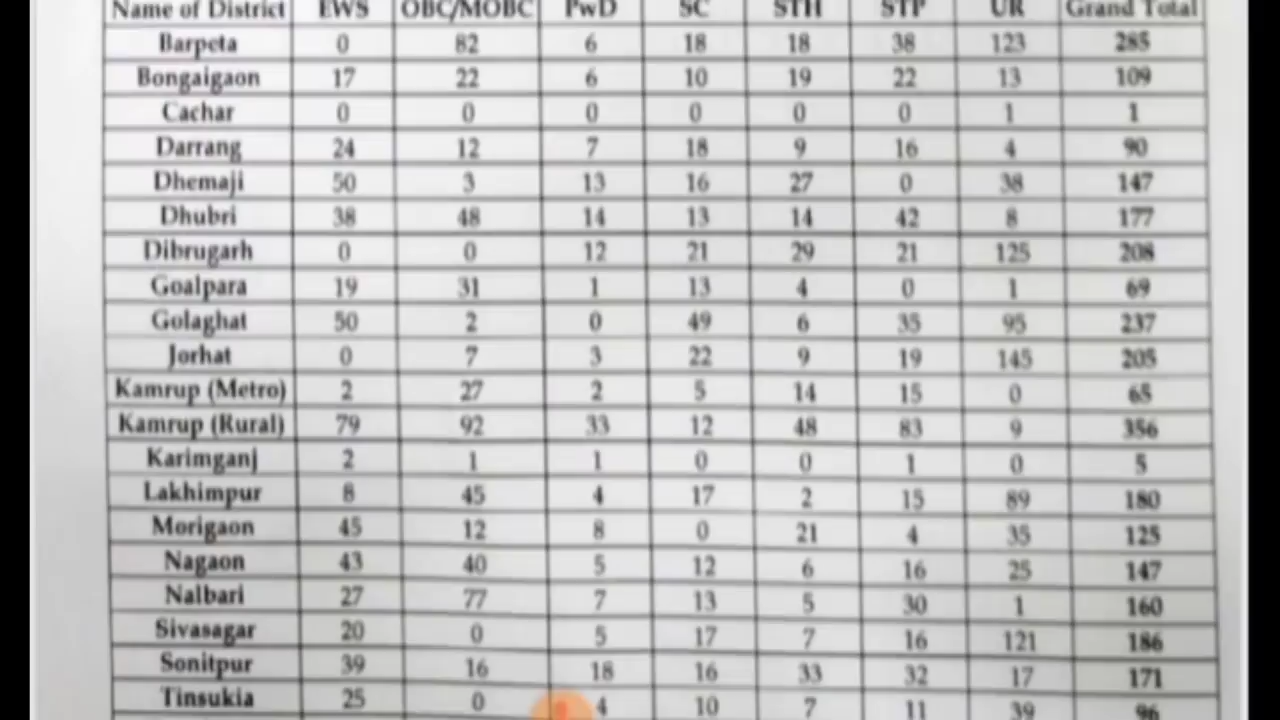 Name of District EWS OBC/MOBC PwD SC STH STP UR Grand Total
Barpeta 0 82 6 18 18 38 123 285
Bongaigaon 17 22 6 10 19 22 13 109
Cachar 0 0 0 0 0 0 1 1
Darrang 24 12 7 18 9 16 4 90
Dhemaji 50 3 13 16 27 0 38 147
Dhubri 38 48 14 13 14 42 8 177
Dibrugarh 0 0 12 21 29 21 125 208
Goalpara 19 31 1 13 4 0 1 69
Golaghat 50 2 0 49 6 35 95 237
Jorhat 0 7 3 22 9 19 145 205
Kamrup (Metro) 2 27 2 5 14 15 0 65
Kamrup (Rural) 79 92 33 12 48 83 9 356
Karimganj 2 1 1 0 0 1 0 5
Lakhimpur 8 45 4 17 2 15 89 180
Morigaon 45 12 8 0 21 4 35 125
Nagaon 43 40 5 12 6 16 25 147
Nalbari 27 77 7 13 5 30 1 160
Sivasagar 20 0 5 17 7 16 121 186
Sonitpur 39 16 18 16 33 32 17 171
Tinsukia 25 0 4 10 7 11 39 96